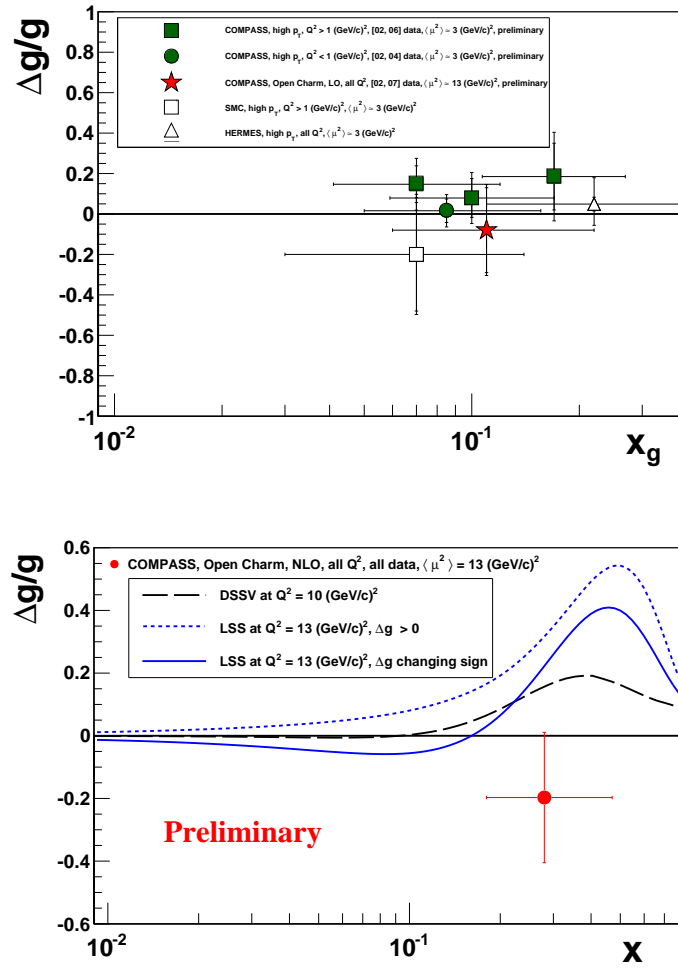 Δg/g
COMPASS, high p_T, Q² > 1 (GeV/c)², [02, 06] data, ⟨μ²⟩ ≃ 3 (GeV/c)², preliminary
COMPASS, high p_T, Q² < 1 (GeV/c)², [02, 04] data, ⟨μ²⟩ ≃ 3 (GeV/c)², preliminary
COMPASS, Open Charm, LO, all Q², [02, 07] data, ⟨μ²⟩ ≃ 13 (GeV/c)², preliminary
SMC, high p_T, Q² > 1 (GeV/c)², ⟨μ²⟩ ≃ 3 (GeV/c)²
HERMES, high p_T, all Q², ⟨μ²⟩ ≃ 3 (GeV/c)²
1
0.8
0.6
0.4
0.2
0
-0.2
-0.4
-0.6
-0.8
-1
10⁻² 10⁻¹
x_g
Δg/g
COMPASS, Open Charm, NLO, all Q², all data, ⟨μ²⟩ = 13 (GeV/c)²
DSSV at Q² = 10 (GeV/c)²
LSS at Q² = 13 (GeV/c)², Δg > 0
LSS at Q² = 13 (GeV/c)², Δg changing sign
0.6
0.4
0.2
0
-0.2
-0.4
-0.6
Preliminary
10⁻² 10⁻¹
x